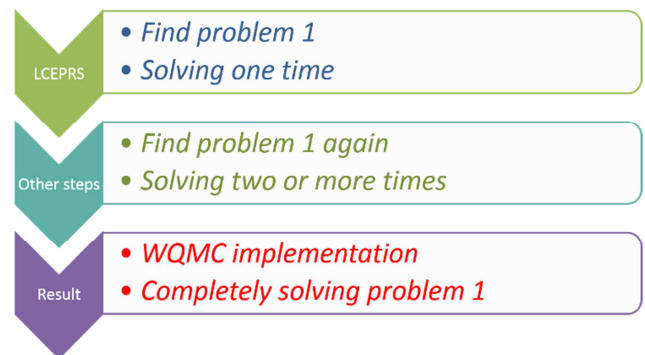 LCEPRS
• Find problem 1
• Solving one time
Other steps
• Find problem 1 again
• Solving two or more times
Result
• WQMC implementation
• Completely solving problem 1